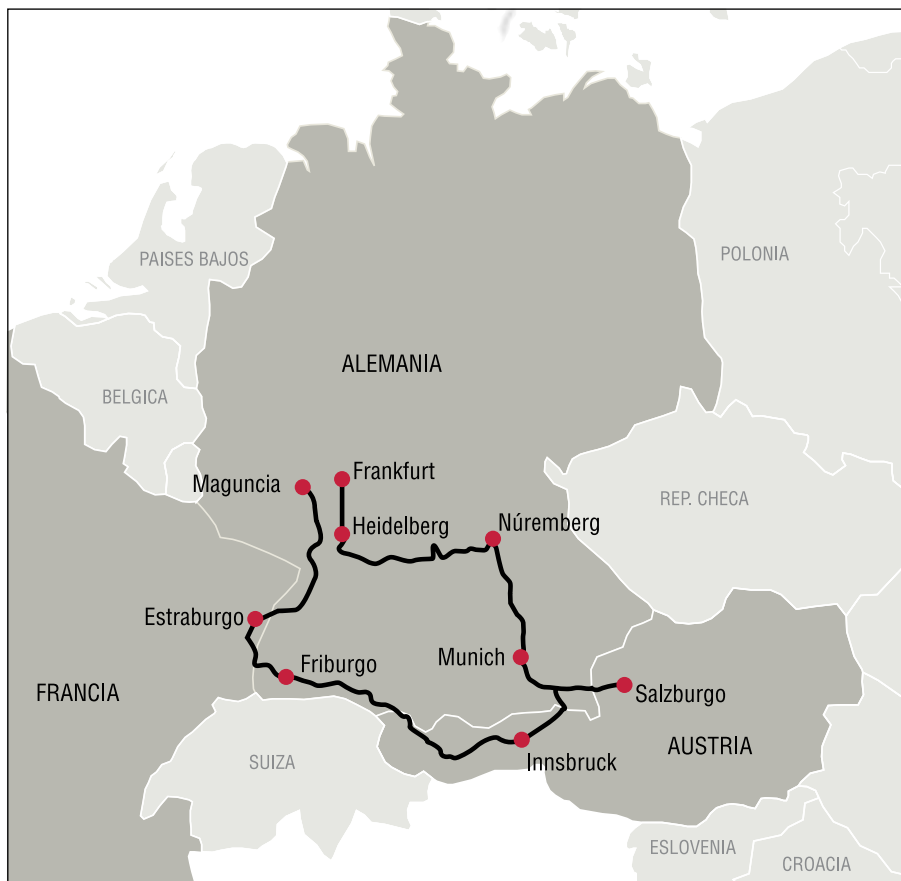 PAISES BAJOS
POLONIA
ALEMANIA
BELGICA
Frankfurt
Maguncia
REP. CHECA
Heidelberg
Núremberg
Estraburgo
Munich
Friburgo
FRANCIA
Salzburgo
AUSTRIA
SUIZA
Innsbruck
ESLOVENIA
CROACIA